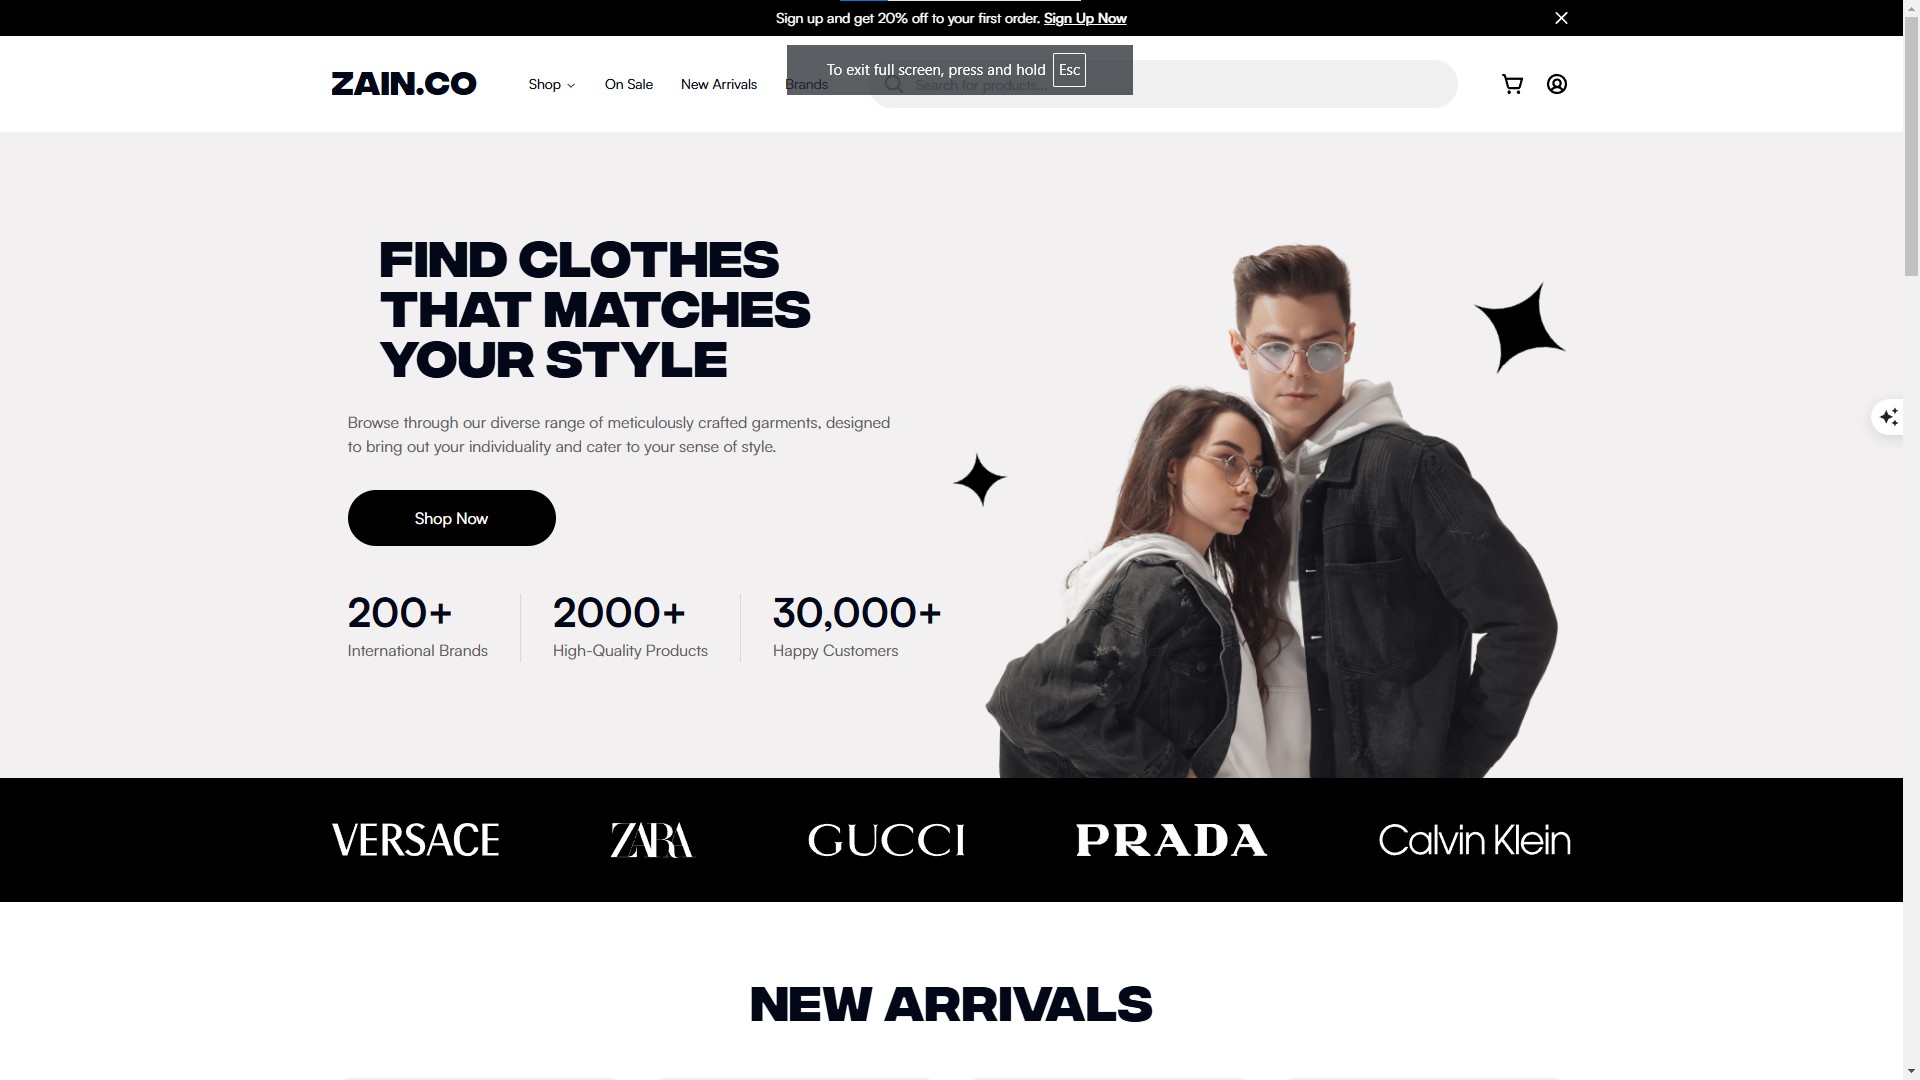 Sign up and get 20% off to your first order. Sign Up Now
To exit full screen, press and hold Esc
ZAIN.CO
Shop
On Sale
New Arrivals
Brands
Search for products...
FIND CLOTHES
THAT MATCHES
YOUR STYLE
Browse through our diverse range of meticulously crafted garments, designed
to bring out your individuality and cater to your sense of style.
Shop Now
200+
International Brands
2000+
High-Quality Products
30,000+
Happy Customers
VERSACE
ZARA
GUCCI
PRADA
Calvin Klein
NEW ARRIVALS